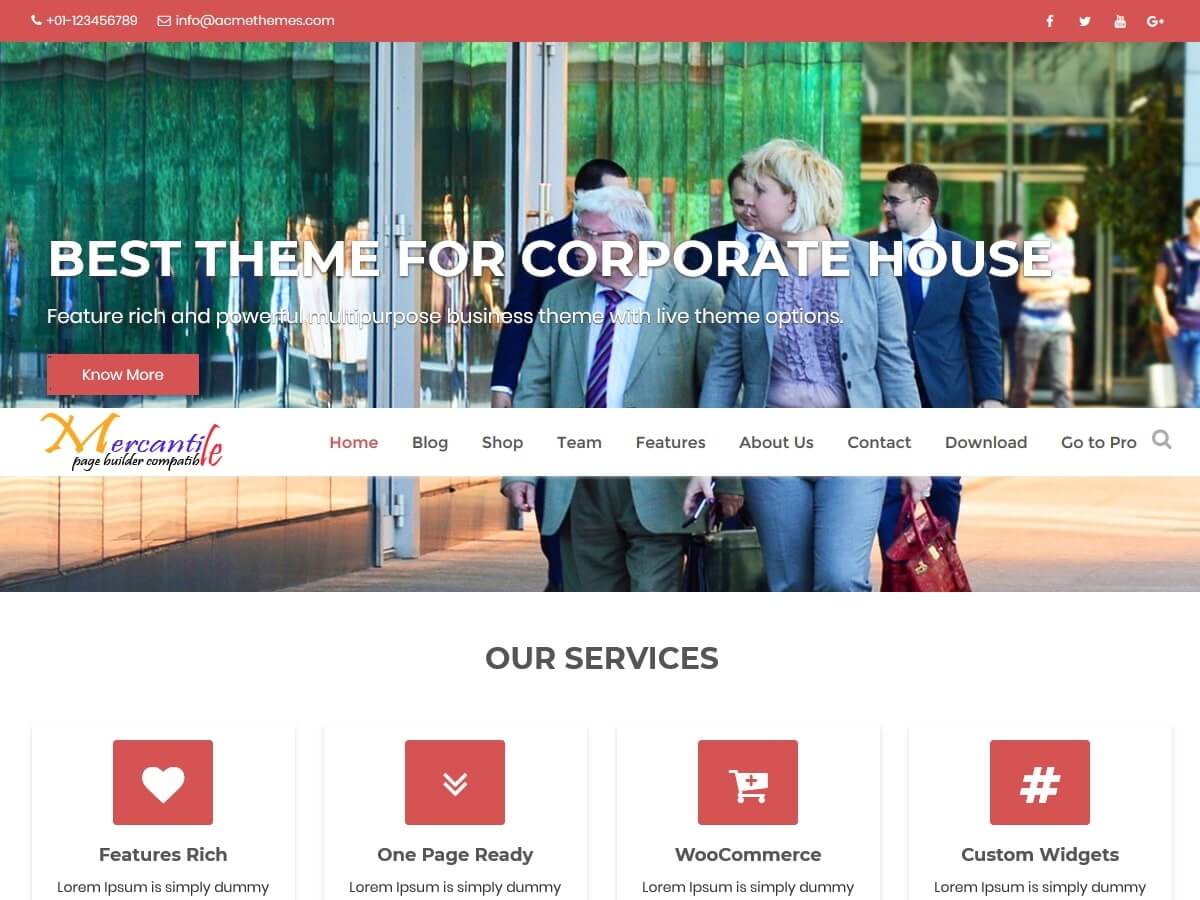 +01-123456789 info@acmethemes.com
BEST THEME FOR CORPORATE HOUSE
Feature rich and powerful multipurpose business theme with live theme options.
Know More
Mercantile
page builder compatible
Home Blog Shop Team Features About Us Contact Download Go to Pro
OUR SERVICES
Features Rich One Page Ready WooCommerce Custom Widgets
Lorem Ipsum is simply dummy Lorem Ipsum is simply dummy Lorem Ipsum is simply dummy Lorem Ipsum is simply dummy